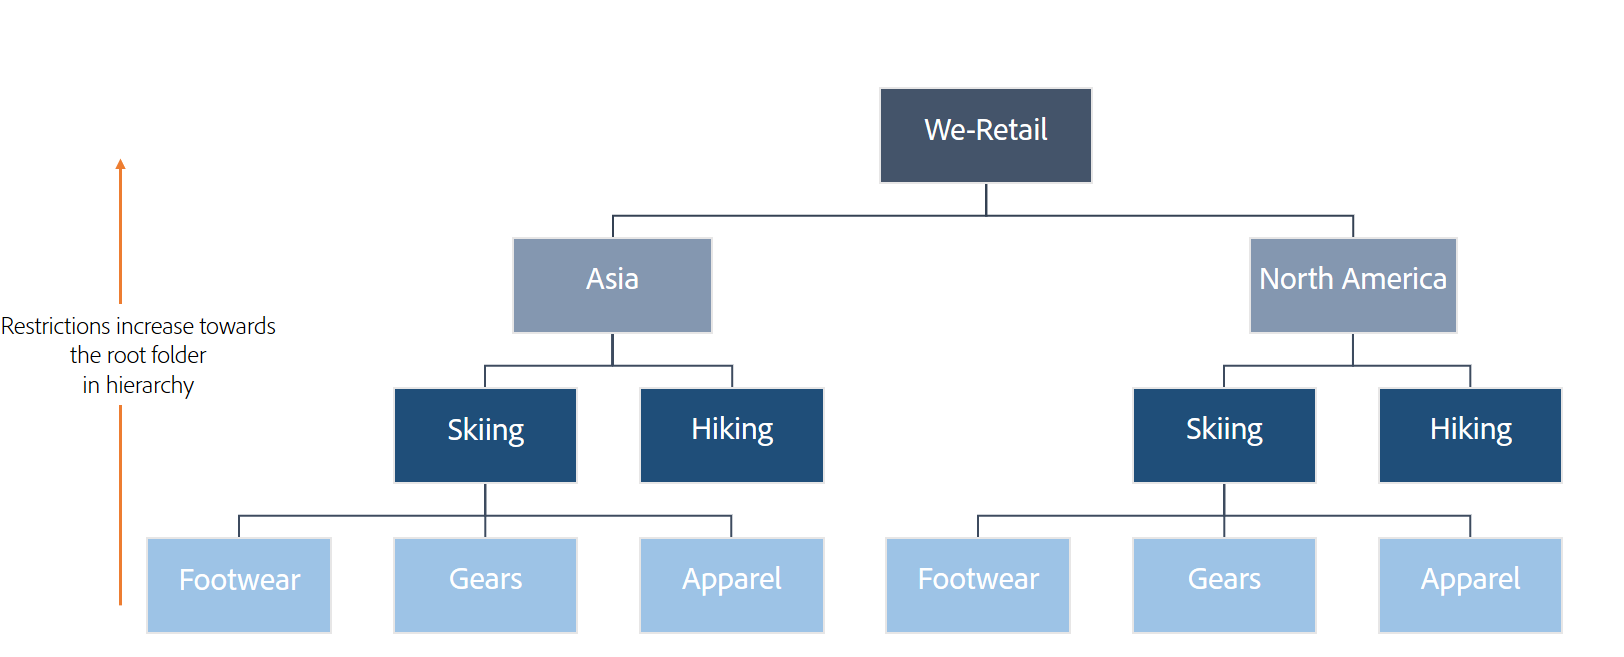 We-Retail
Asia
North America
Restrictions increase towards
the root folder
in hierarchy
Skiing
Hiking
Skiing
Hiking
Footwear
Gears
Apparel
Footwear
Gears
Apparel